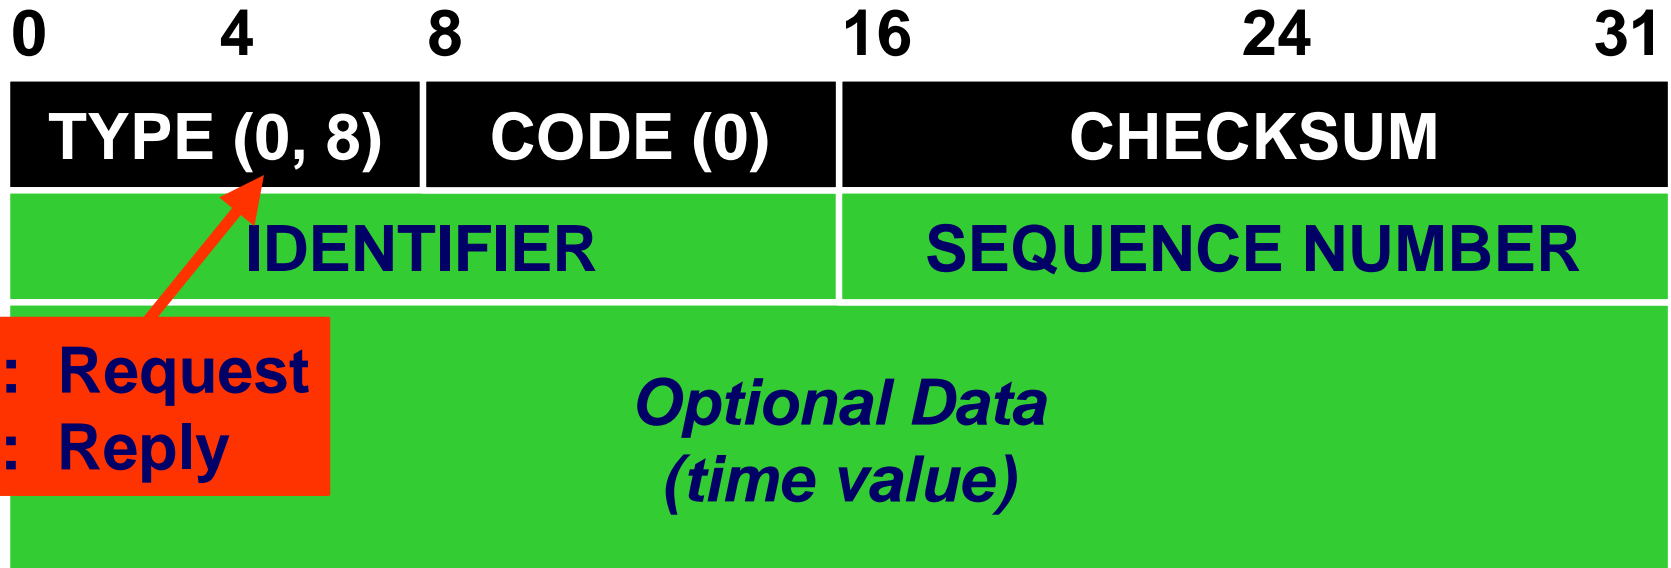 0 4 8 16 24 31
TYPE (0, 8) CODE (0) CHECKSUM
IDENTIFIER SEQUENCE NUMBER
: Request
: Reply
Optional Data
(time value)